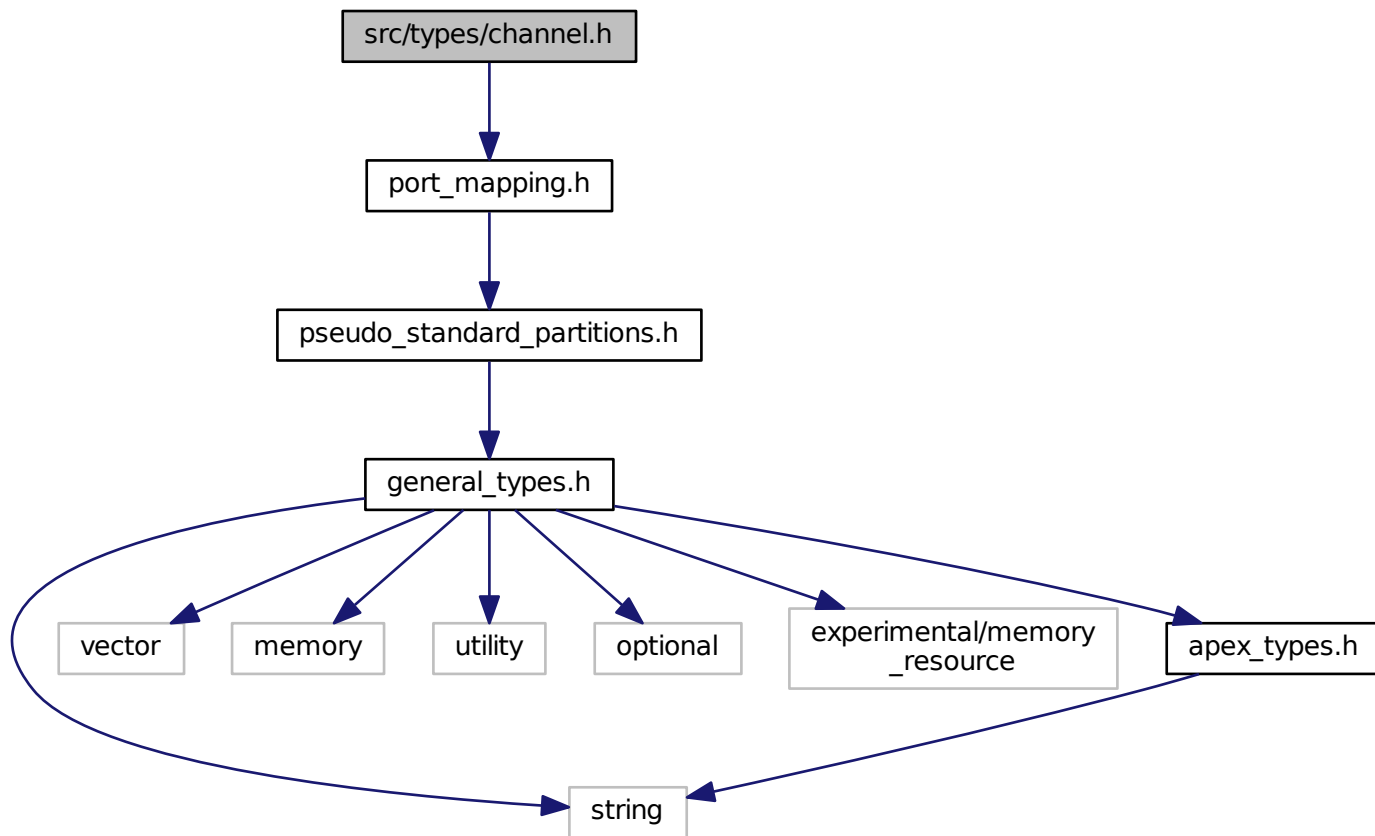 src/types/channel.h
port_mapping.h
pseudo_standard_partitions.h
general_types.h
vector
memory
utility
optional
experimental/memory
_resource
apex_types.h
string